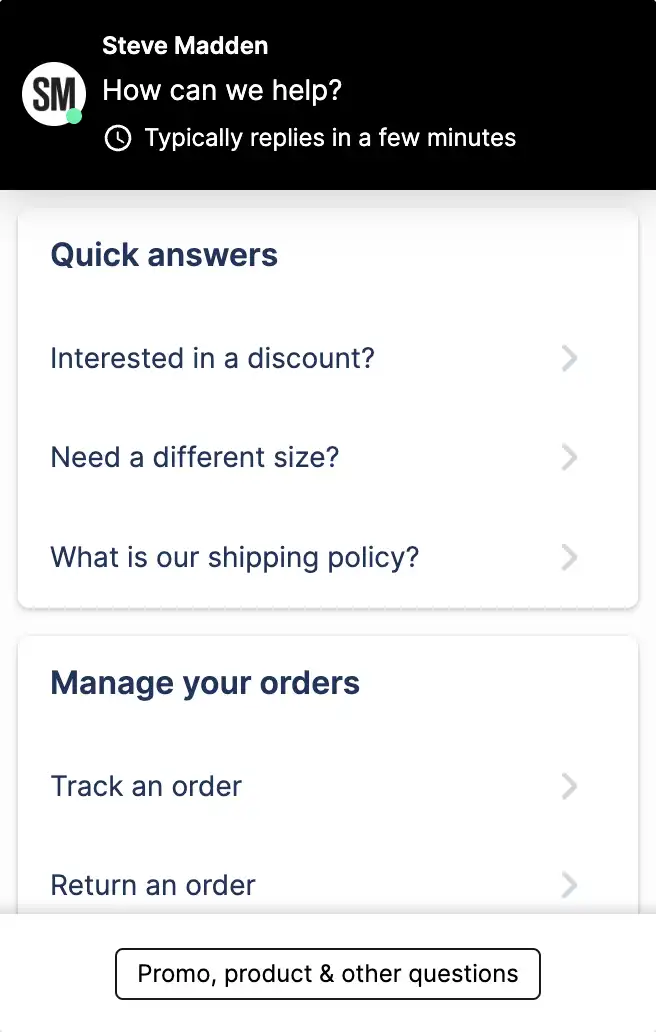 Steve Madden
SM
How can we help?
Typically replies in a few minutes
Quick answers
Interested in a discount?
Need a different size?
What is our shipping policy?
Manage your orders
Track an order
Return an order
Promo, product & other questions